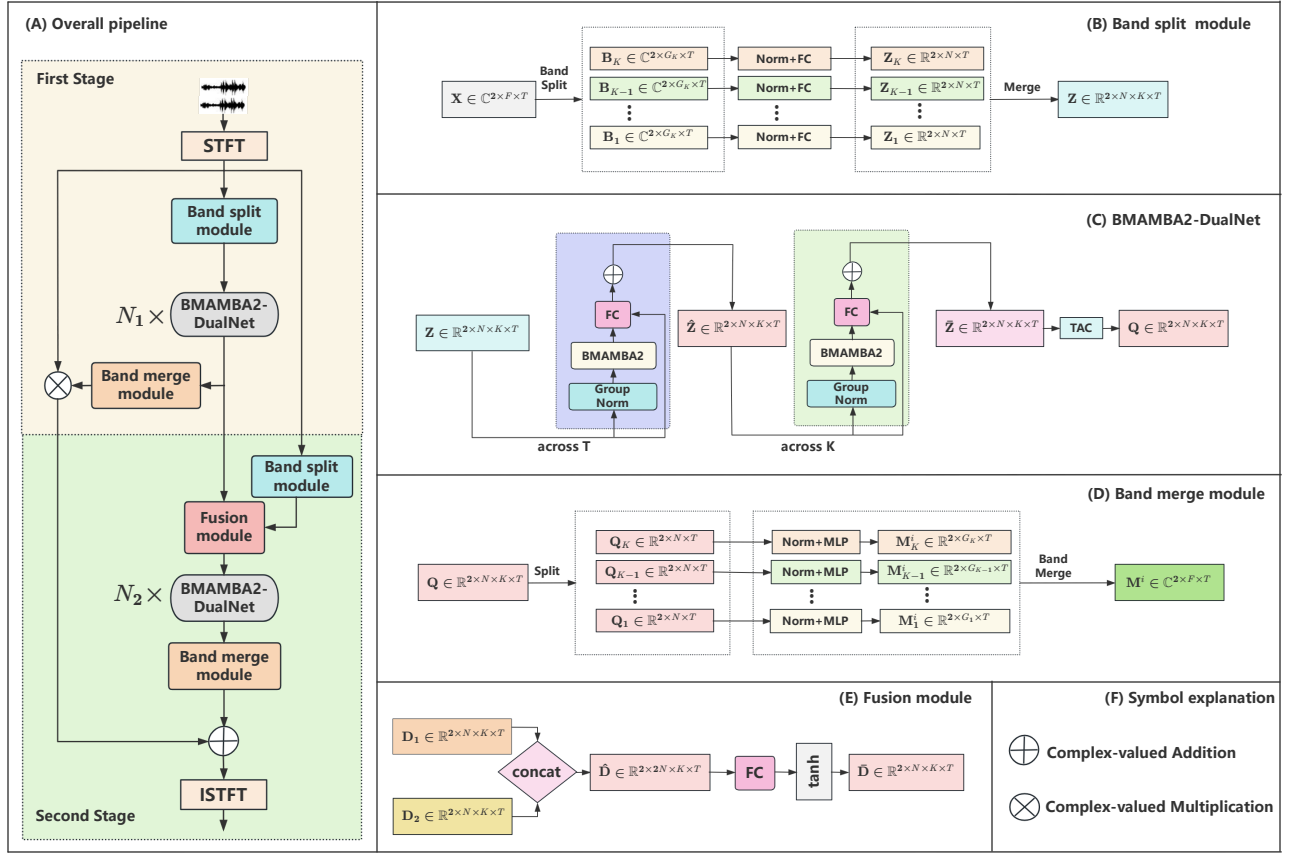 (A) Overall pipeline
First Stage
STFT
Band split
module
N₁ ×
BMAMBA2-
DualNet
Band merge
module
Band split
module
Fusion
module
N₂ ×
BMAMBA2-
DualNet
Band merge
module
ISTFT
Second Stage
(B) Band split module
X ∈ ℂ^{2×F×T}
Band
Split
B_K ∈ ℂ^{2×G_K×T}
Norm+FC
Z_K ∈ ℝ^{2×N×T}
B_{K−1} ∈ ℂ^{2×G_K×T}
Norm+FC
Z_{K−1} ∈ ℝ^{2×N×T}
B_1 ∈ ℂ^{2×G_K×T}
Norm+FC
Z_1 ∈ ℝ^{2×N×T}
Merge
Z ∈ ℝ^{2×N×K×T}
(C) BMAMBA2-DualNet
Z ∈ ℝ^{2×N×K×T}
FC
BMAMBA2
Group
Norm
across T
Ẑ ∈ ℝ^{2×N×K×T}
FC
BMAMBA2
Group
Norm
across K
Z̄ ∈ ℝ^{2×N×K×T}
TAC
Q ∈ ℝ^{2×N×K×T}
(D) Band merge module
Q ∈ ℝ^{2×N×K×T}
Split
Q_K ∈ ℝ^{2×N×T}
Norm+MLP
M^i_K ∈ ℝ^{2×G_K×T}
Q_{K−1} ∈ ℝ^{2×N×T}
Norm+MLP
M^i_{K−1} ∈ ℝ^{2×G_{K−1}×T}
Q_1 ∈ ℝ^{2×N×T}
Norm+MLP
M^i_1 ∈ ℝ^{2×G_1×T}
Band
Merge
M^i ∈ ℂ^{2×F×T}
(E) Fusion module
D_1 ∈ ℝ^{2×N×K×T}
D_2 ∈ ℝ^{2×N×K×T}
concat
D̂ ∈ ℝ^{2×2N×K×T}
FC
tanh
D̄ ∈ ℝ^{2×N×K×T}
(F) Symbol explanation
Complex-valued Addition
Complex-valued Multiplication